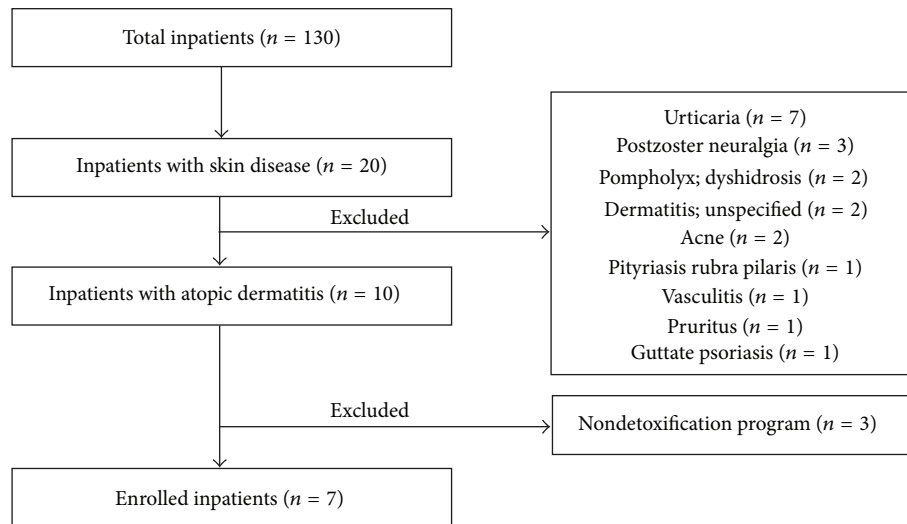 Total inpatients (n = 130)
Inpatients with skin disease (n = 20)
Excluded
Urticaria (n = 7)
Postzoster neuralgia (n = 3)
Pompholyx; dyshidrosis (n = 2)
Dermatitis; unspecified (n = 2)
Acne (n = 2)
Pityriasis rubra pilaris (n = 1)
Vasculitis (n = 1)
Pruritus (n = 1)
Guttate psoriasis (n = 1)
Inpatients with atopic dermatitis (n = 10)
Excluded
Nondetoxification program (n = 3)
Enrolled inpatients (n = 7)